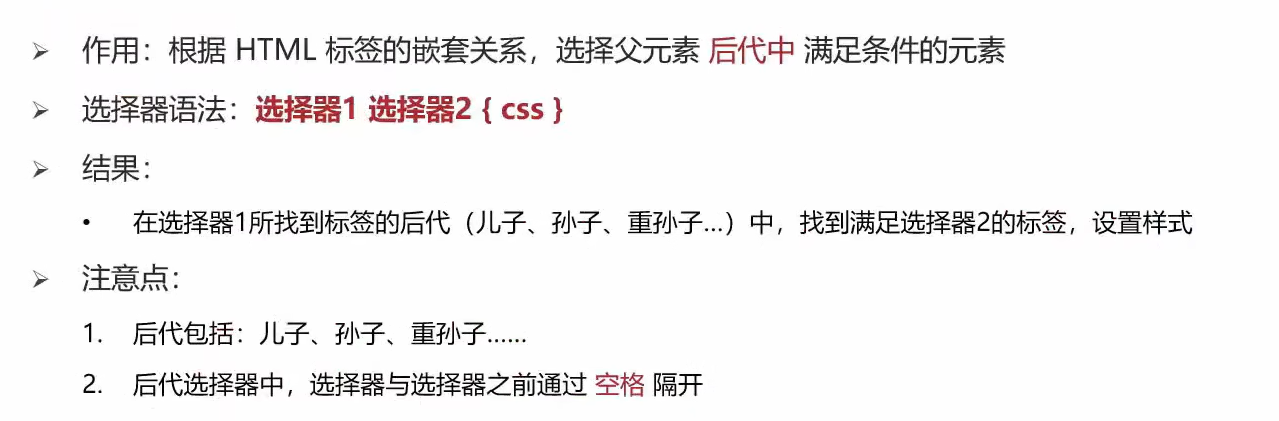 ➢ 作用：根据 HTML 标签的嵌套关系，选择父元素 后代中 满足条件的元素
➢ 选择器语法：选择器1 选择器2 { css }
➢ 结果：
• 在选择器1所找到标签的后代（儿子、孙子、重孙子…）中，找到满足选择器2的标签，设置样式
➢ 注意点：
1. 后代包括：儿子、孙子、重孙子……
2. 后代选择器中，选择器与选择器之前通过 空格 隔开